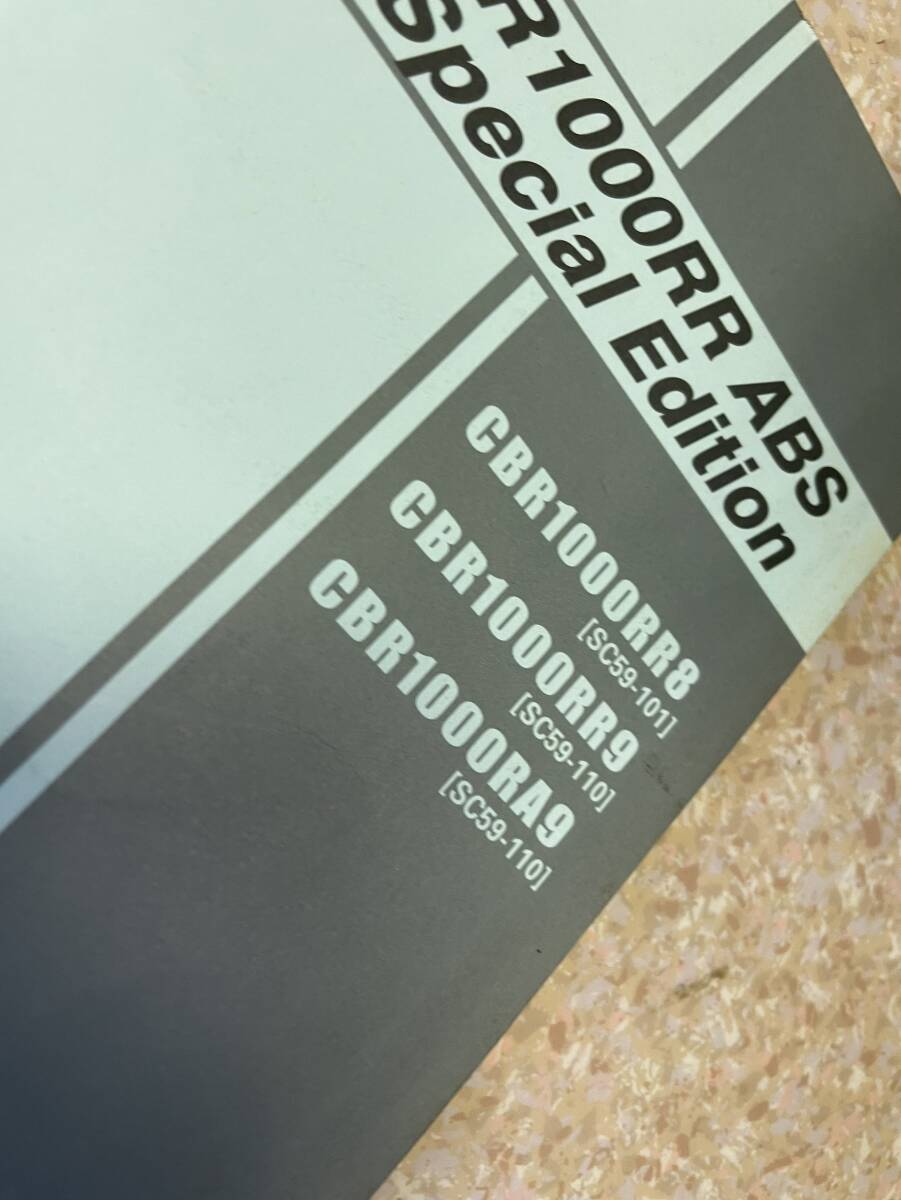 R1000RR ABS
Special Edition
CBR1000RR8
[SC59-101]
CBR1000RR9
[SC59-110]
CBR1000RA9
[SC59-110]